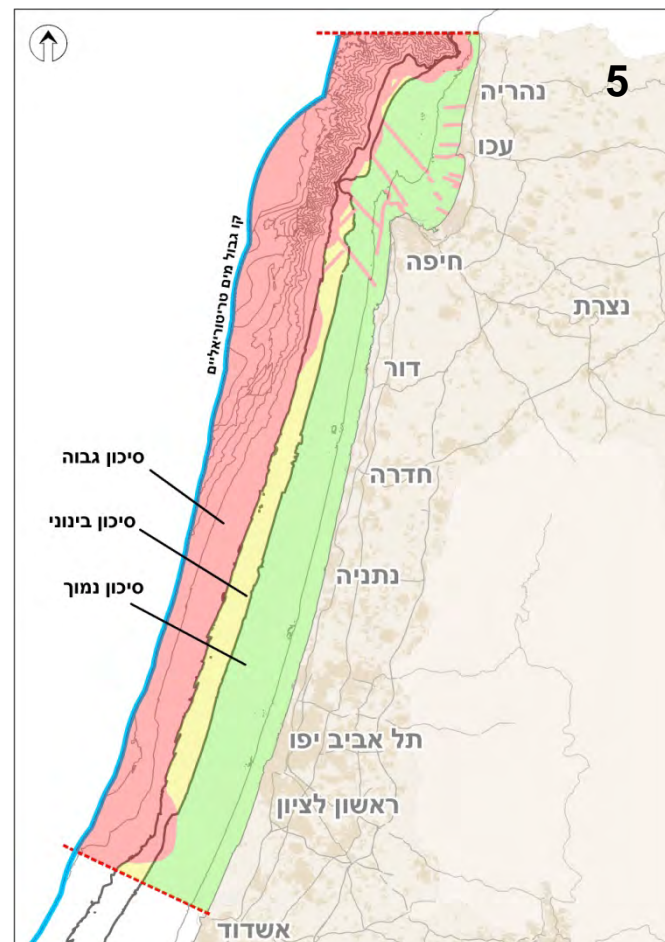 5
נהריה
עכו
חיפה
נצרת
קו גבול מים טריטוריאליים
דור
סיכון גבוה
חדרה
סיכון בינוני
נתניה
סיכון נמוך
תל אביב יפו
ראשון לציון
אשדוד